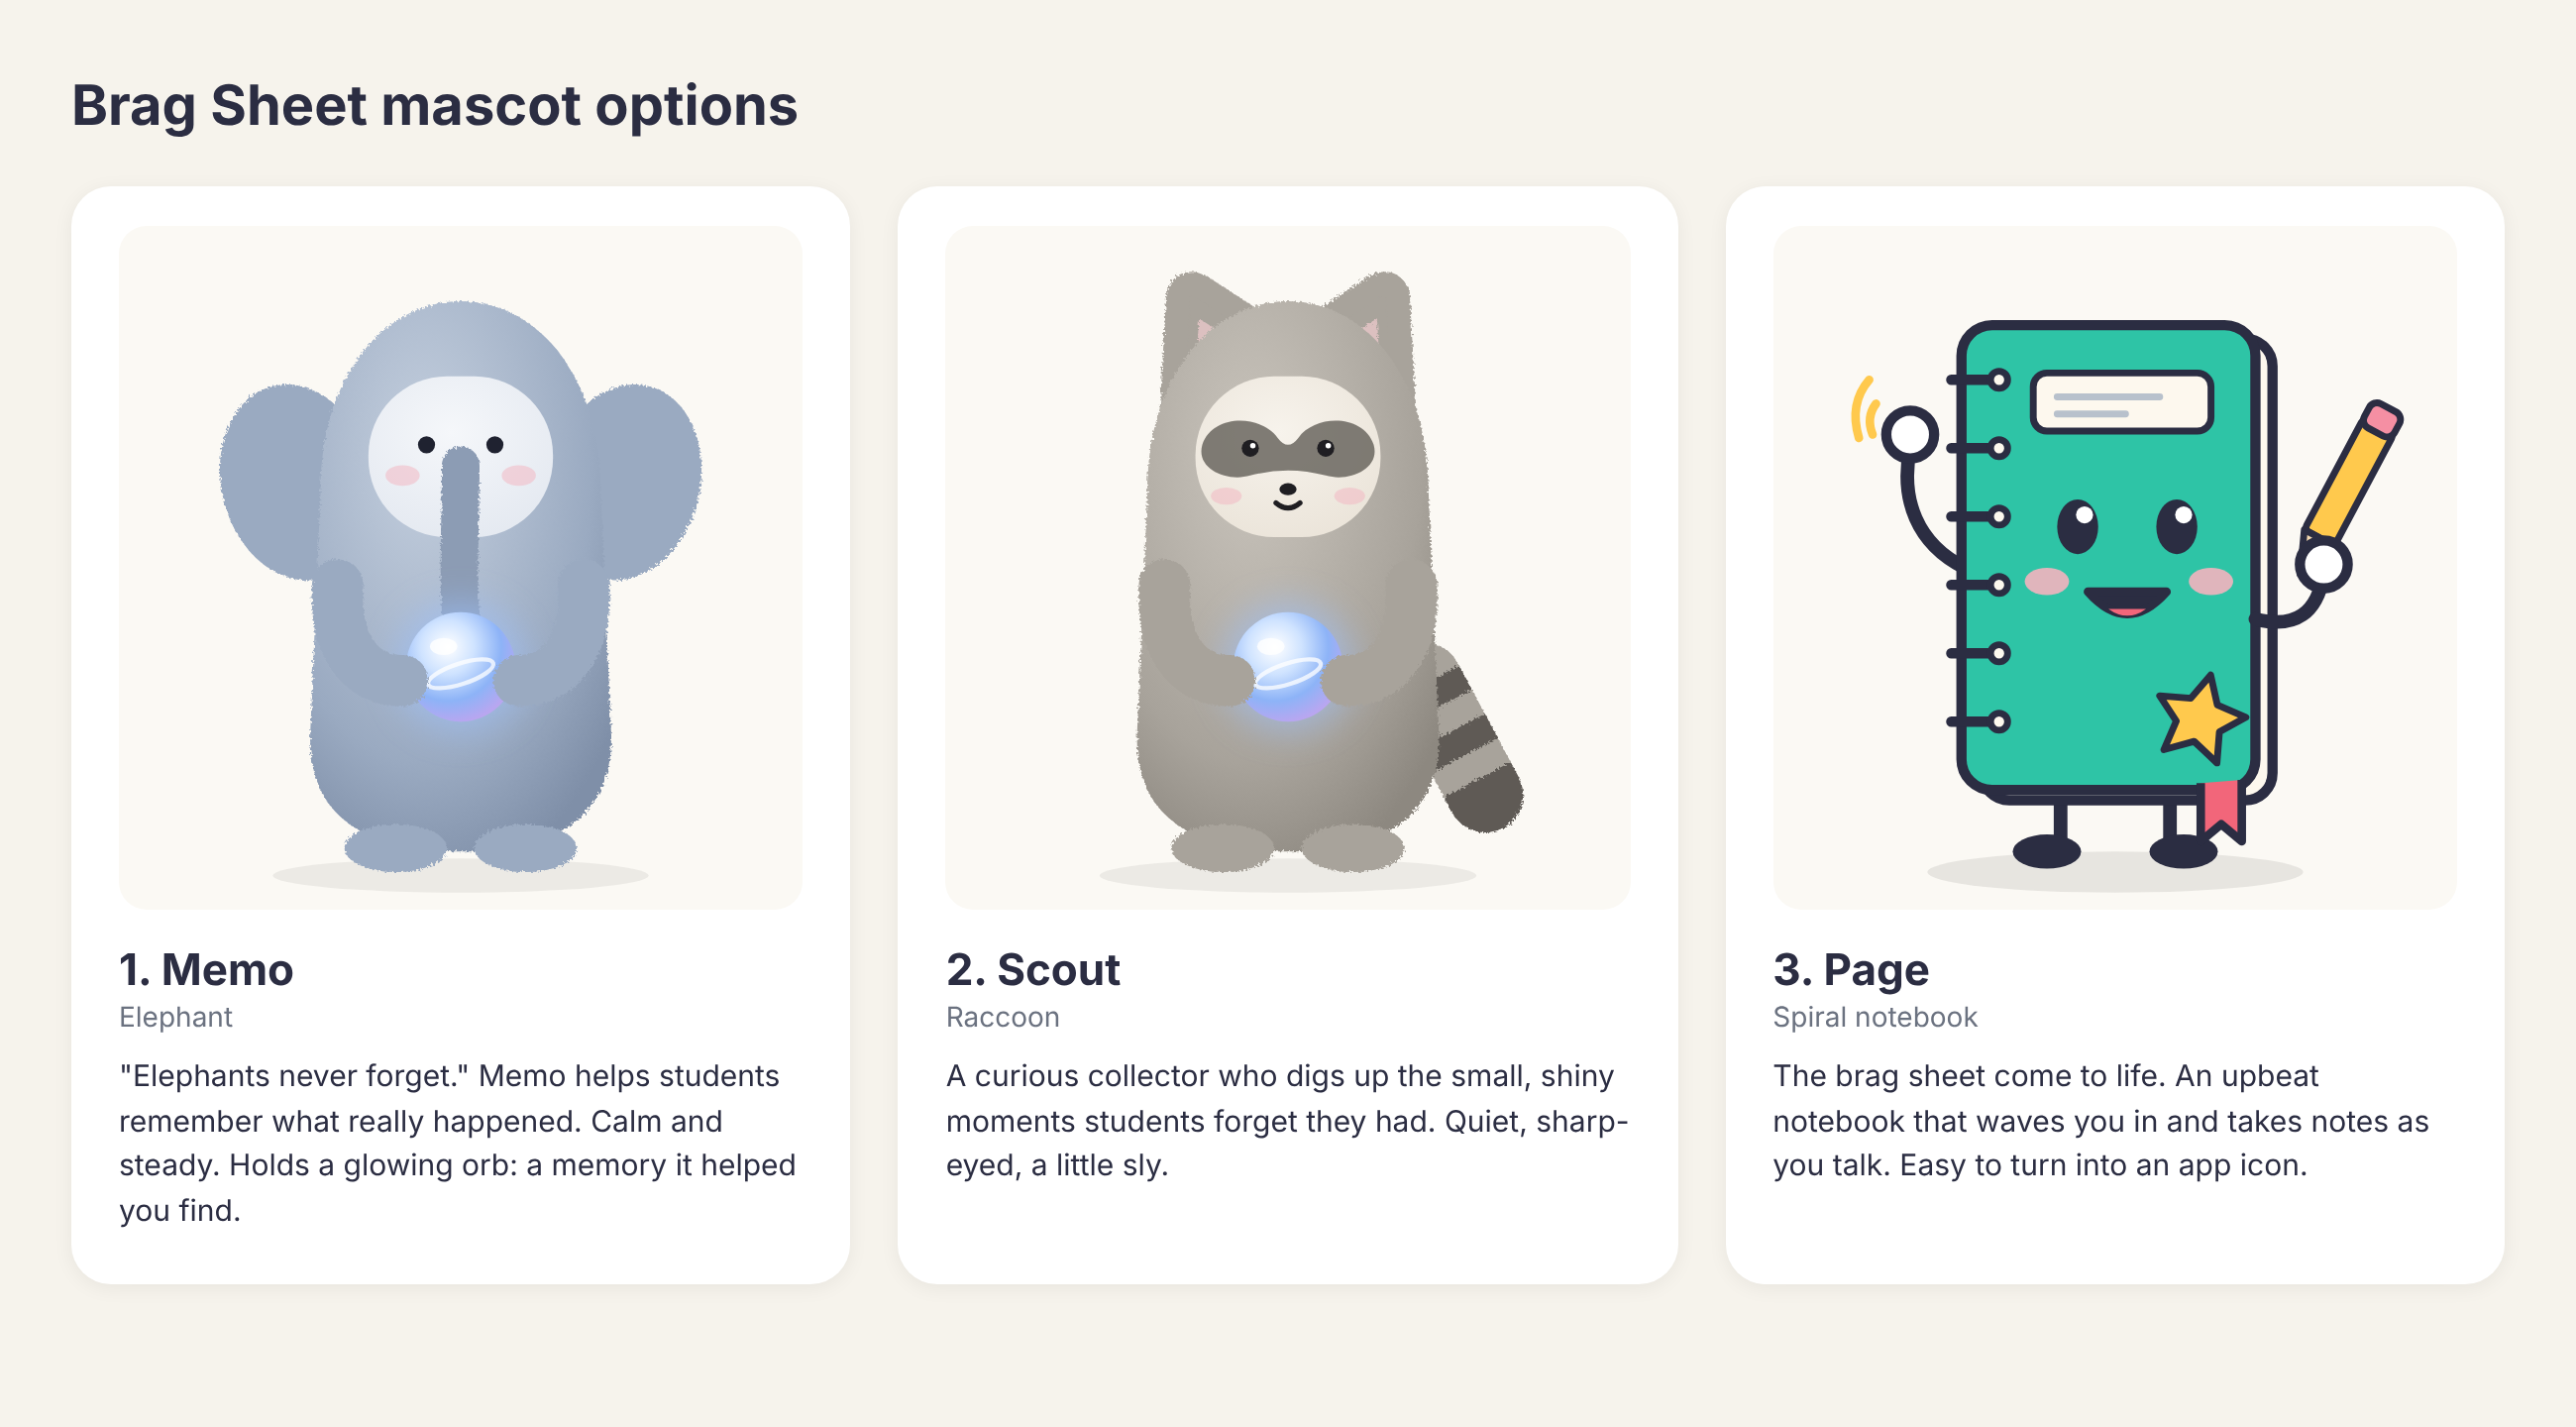 Brag Sheet mascot options
1. Memo
Elephant
"Elephants never forget." Memo helps students
remember what really happened. Calm and
steady. Holds a glowing orb: a memory it helped
you find.
2. Scout
Raccoon
A curious collector who digs up the small, shiny
moments students forget they had. Quiet, sharp-
eyed, a little sly.
3. Page
Spiral notebook
The brag sheet come to life. An upbeat
notebook that waves you in and takes notes as
you talk. Easy to turn into an app icon.